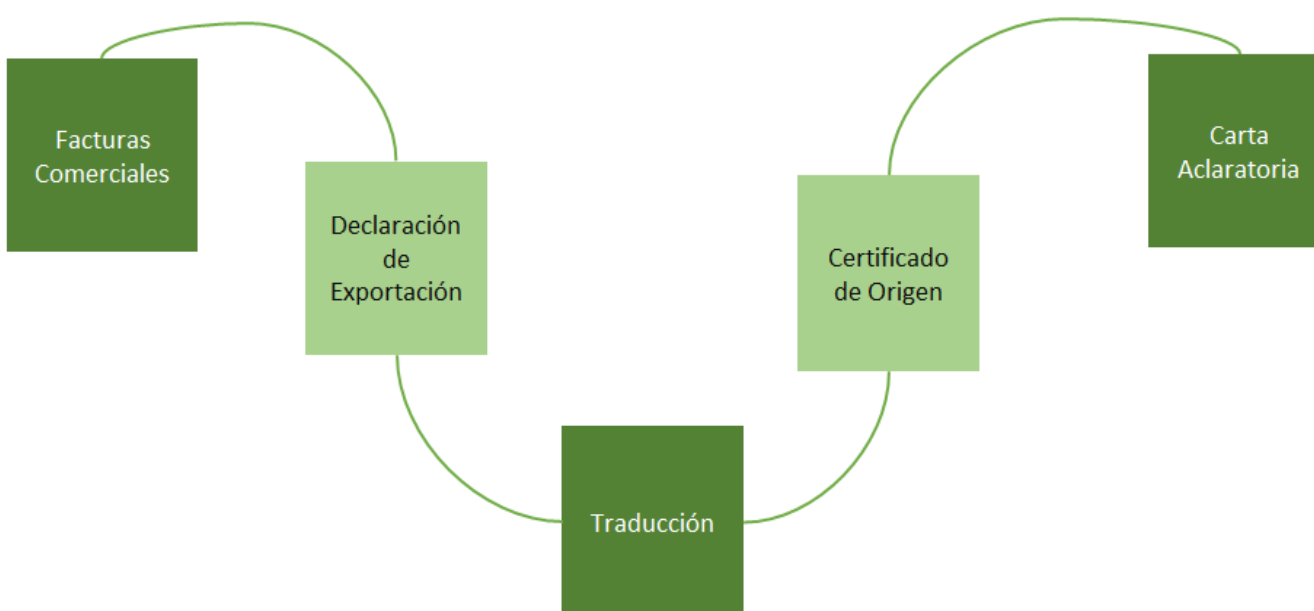 Facturas
Comerciales
Declaración
de
Exportación
Traducción
Certificado
de Origen
Carta
Aclaratoria